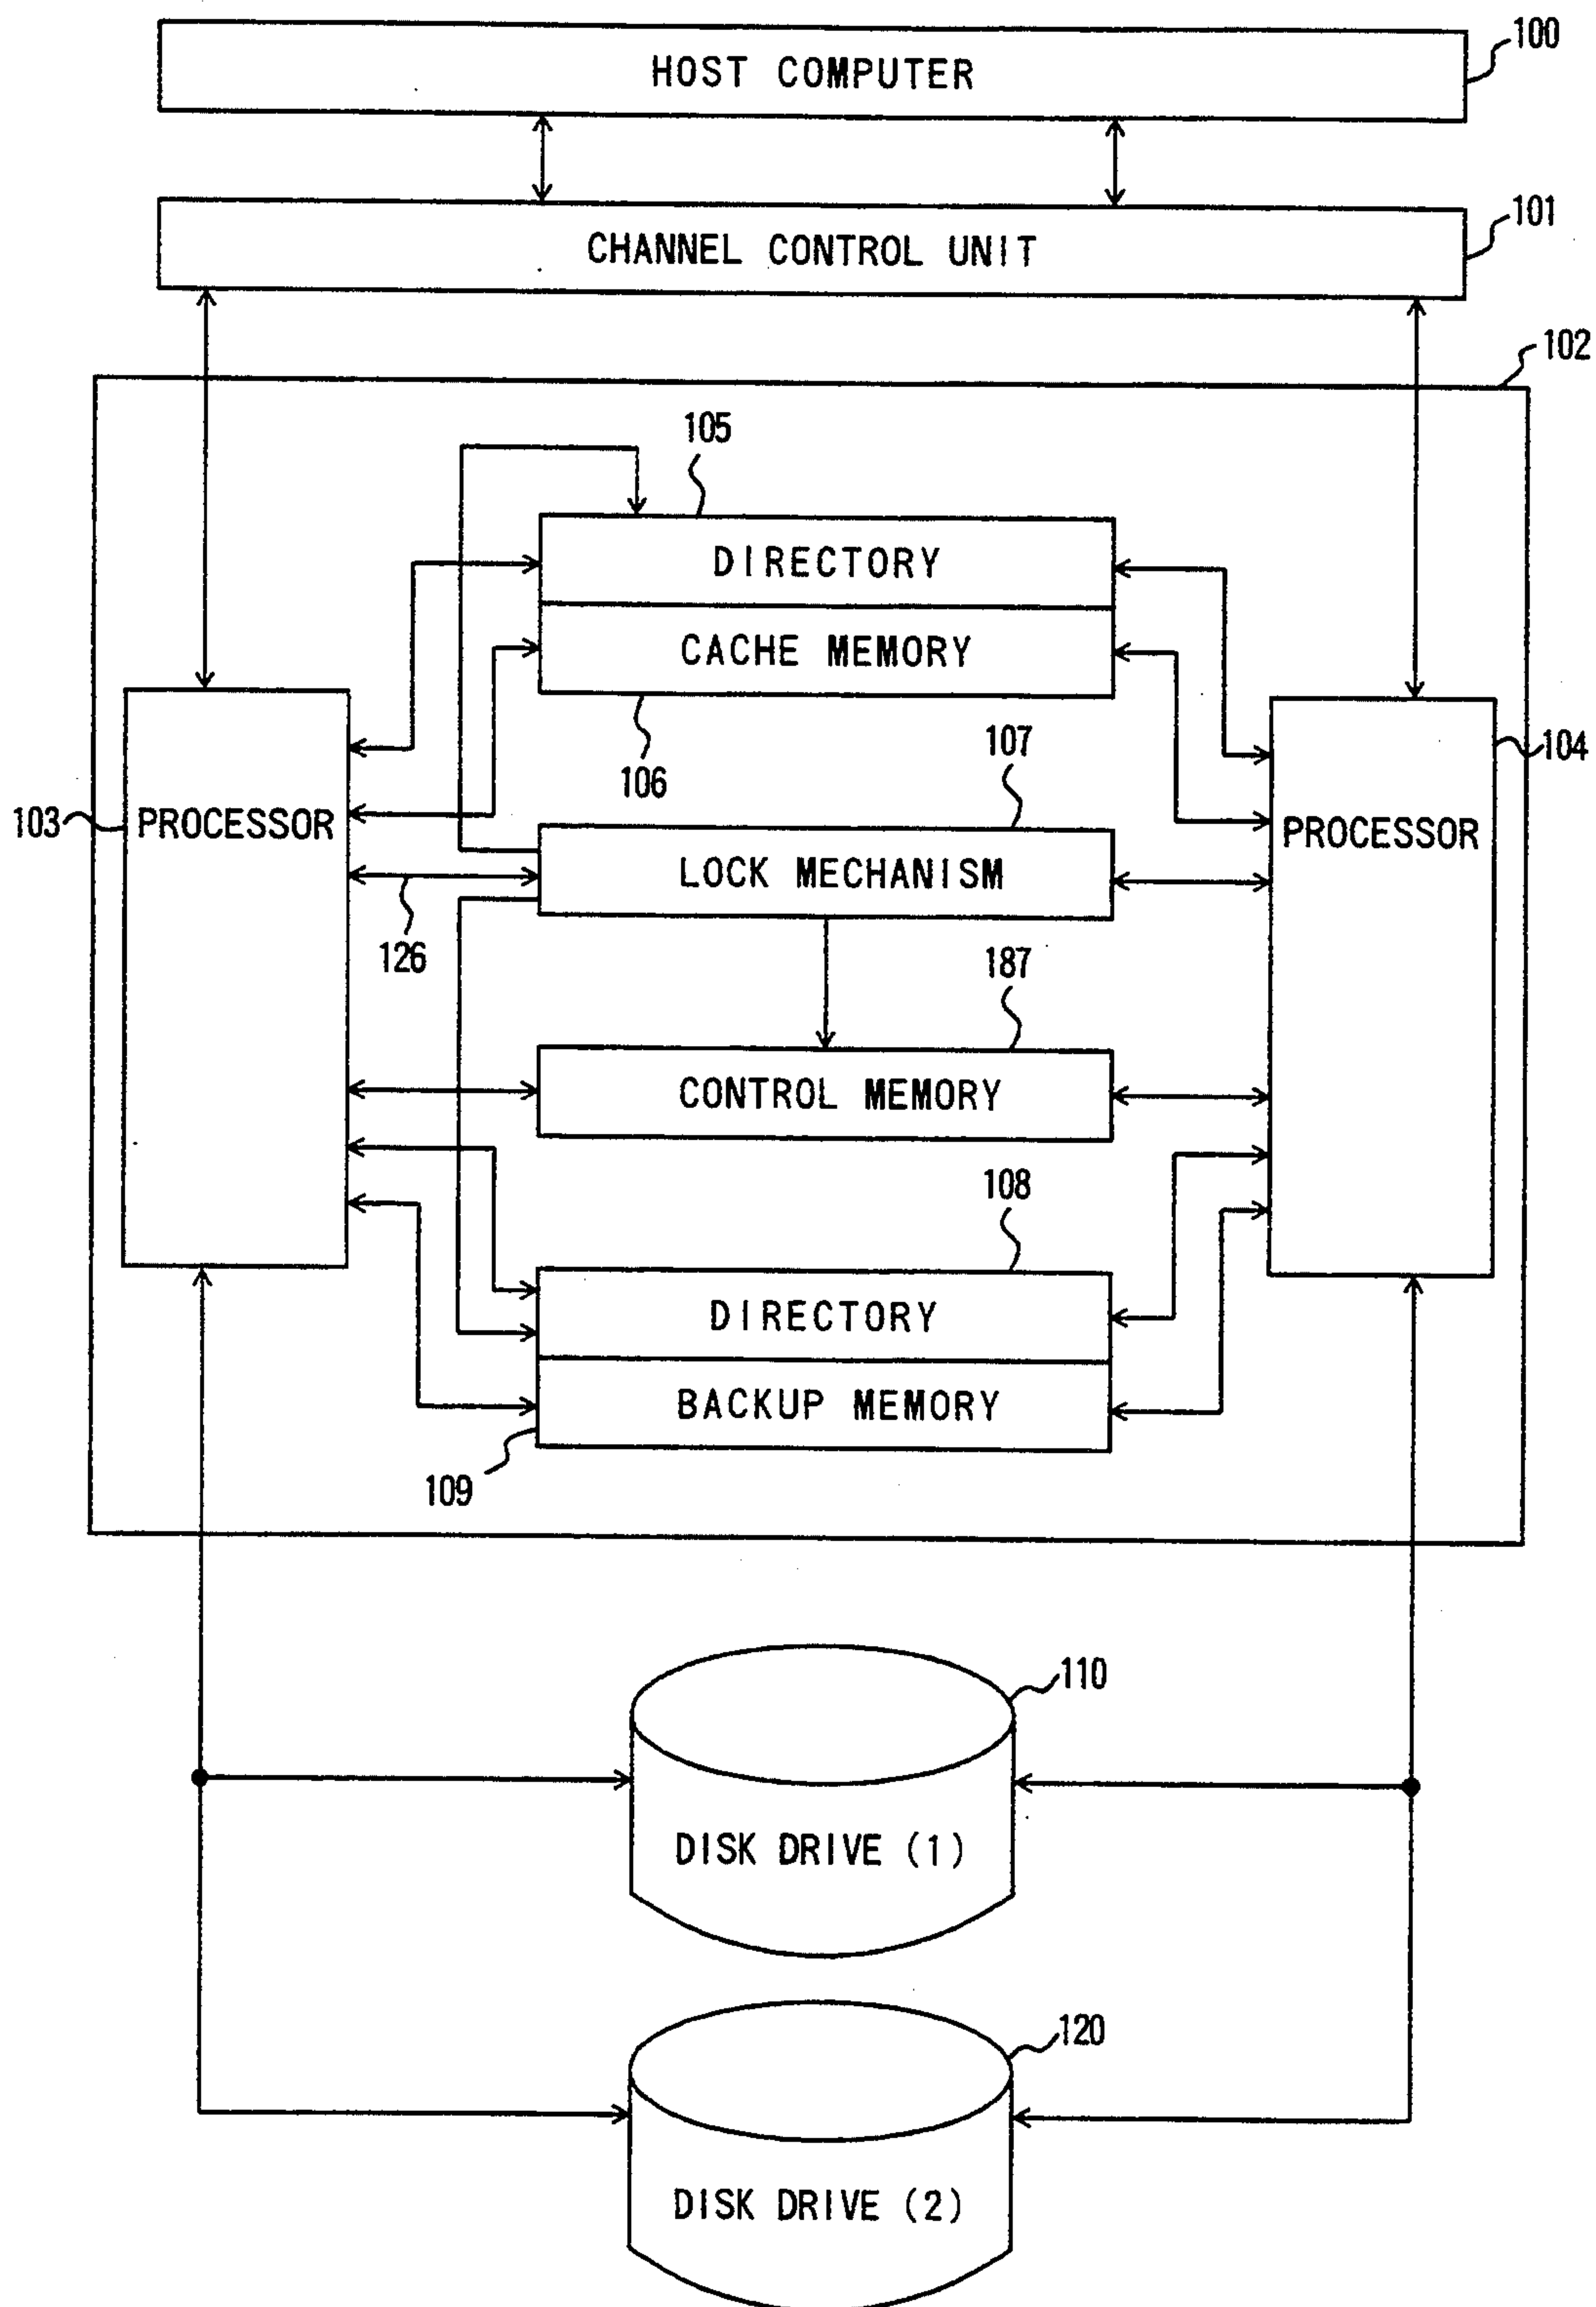 100
HOST COMPUTER
101
CHANNEL CONTROL UNIT
102
105
DIRECTORY
CACHE MEMORY
106
107
104
103
PROCESSOR
PROCESSOR
LOCK MECHANISM
126
187
CONTROL MEMORY
108
DIRECTORY
BACKUP MEMORY
109
110
DISK DRIVE (1)
120
DISK DRIVE (2)